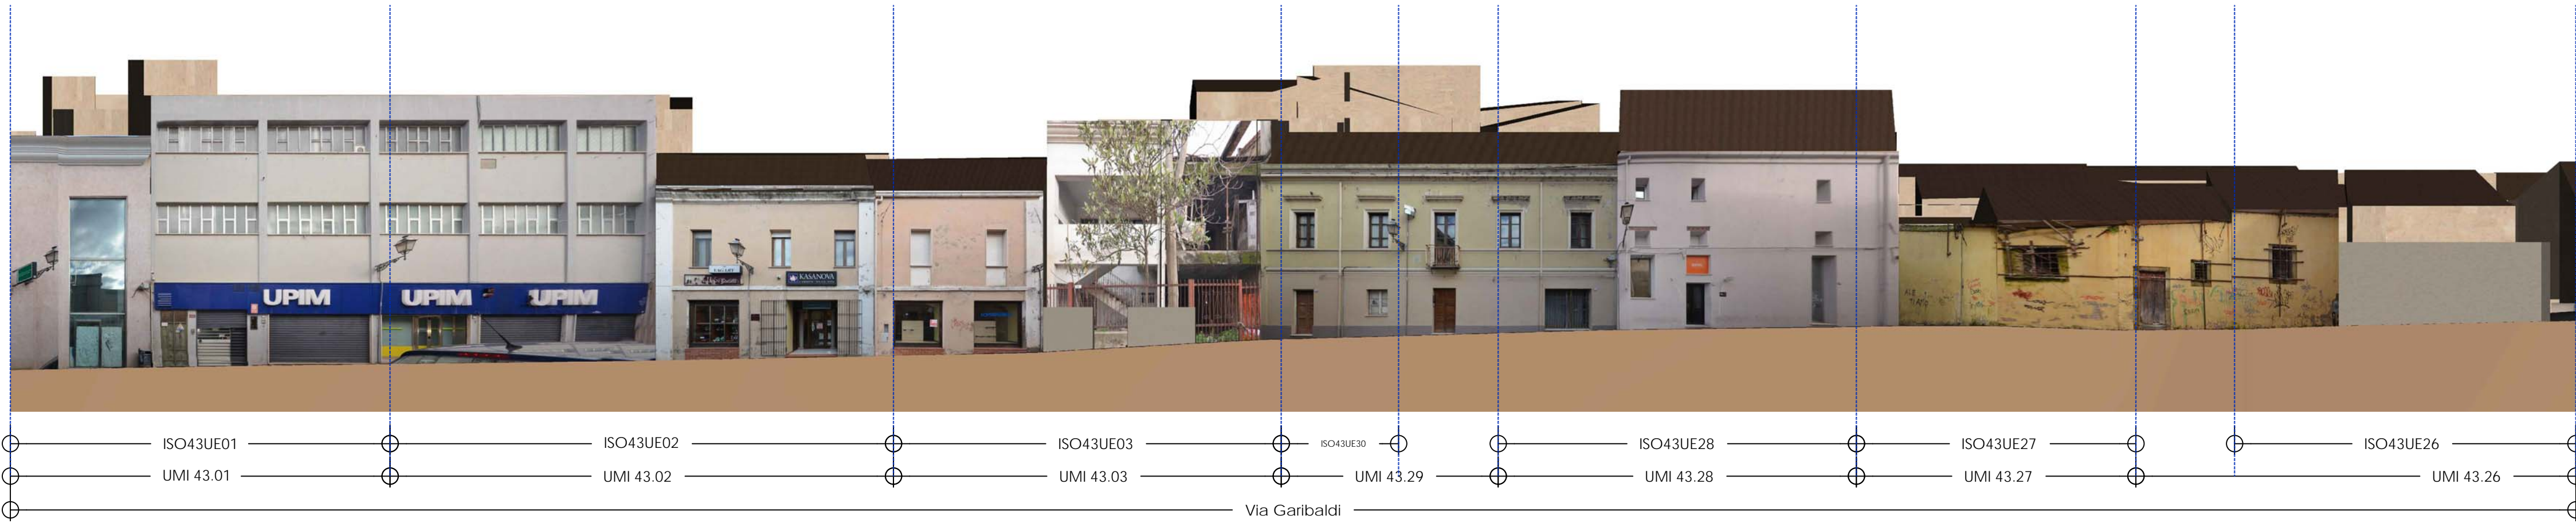 UPIM UPIM UPIM
KASANOVA
ISO43UE01 ISO43UE02 ISO43UE03 ISO43UE30 ISO43UE28 ISO43UE27 ISO43UE26
UMI 43.01 UMI 43.02 UMI 43.03 UMI 43.29 UMI 43.28 UMI 43.27 UMI 43.26
Via Garibaldi